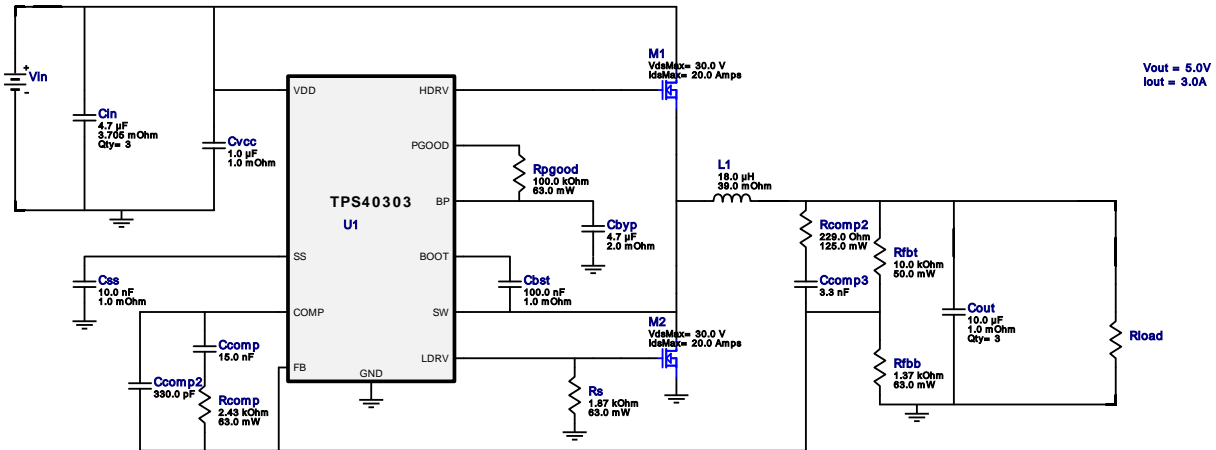 Vin
Cin
4.7 µF
3.705 mOhm
Qty= 3
Cvcc
1.0 µF
1.0 mOhm
VDD
HDRV
PGOOD
TPS40303
U1
BP
SS
BOOT
COMP
SW
LDRV
FB
GND
Css
10.0 nF
1.0 mOhm
Ccomp
15.0 nF
Ccomp2
330.0 pF
Rcomp
2.43 kOhm
63.0 mW
Rpgood
100.0 kOhm
63.0 mW
Cbyp
4.7 µF
2.0 mOhm
Cbst
100.0 nF
1.0 mOhm
Rs
1.87 kOhm
63.0 mW
M1
VdsMax= 30.0 V
IdsMax= 20.0 Amps
M2
VdsMax= 30.0 V
IdsMax= 20.0 Amps
L1
18.0 µH
39.0 mOhm
Rcomp2
229.0 Ohm
125.0 mW
Ccomp3
3.3 nF
Rfbt
10.0 kOhm
50.0 mW
Rfbb
1.37 kOhm
63.0 mW
Cout
10.0 µF
1.0 mOhm
Qty= 3
Rload
Vout = 5.0V
Iout = 3.0A